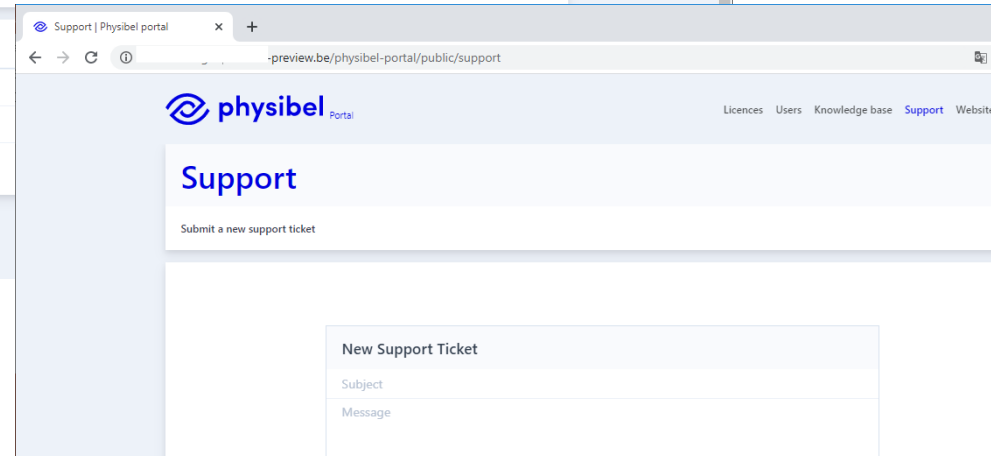 Support | Physibel portal
-preview.be/physibel-portal/public/support
physibel Portal
Licences Users Knowledge base Support Website
Support
Submit a new support ticket
New Support Ticket
Subject
Message